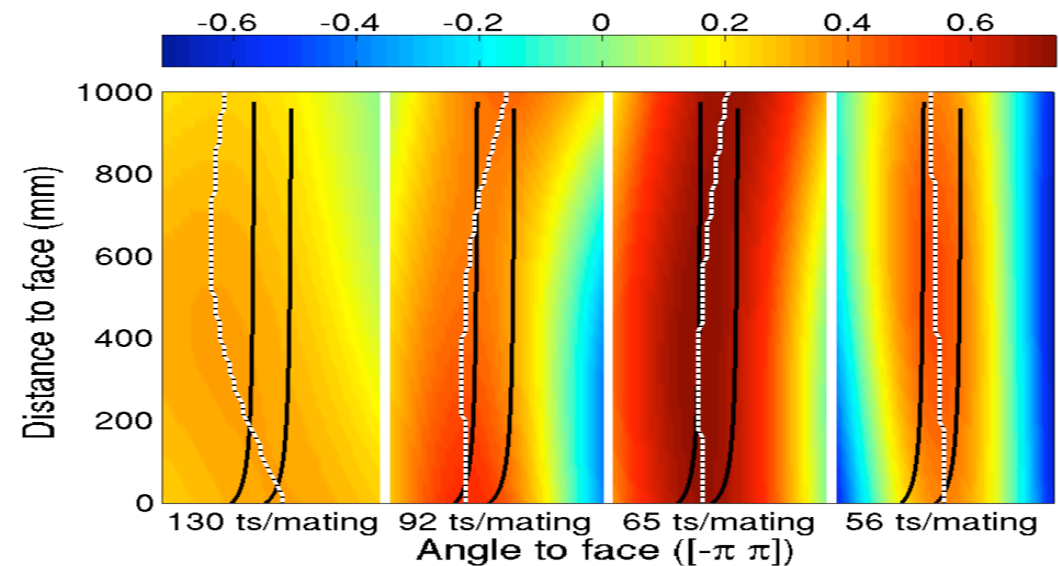 -0.6 -0.4 -0.2 0 0.2 0.4 0.6
1000
800
600
400
200
0
Distance to face (mm)
130 ts/mating 92 ts/mating 65 ts/mating 56 ts/mating
Angle to face ([-π π])